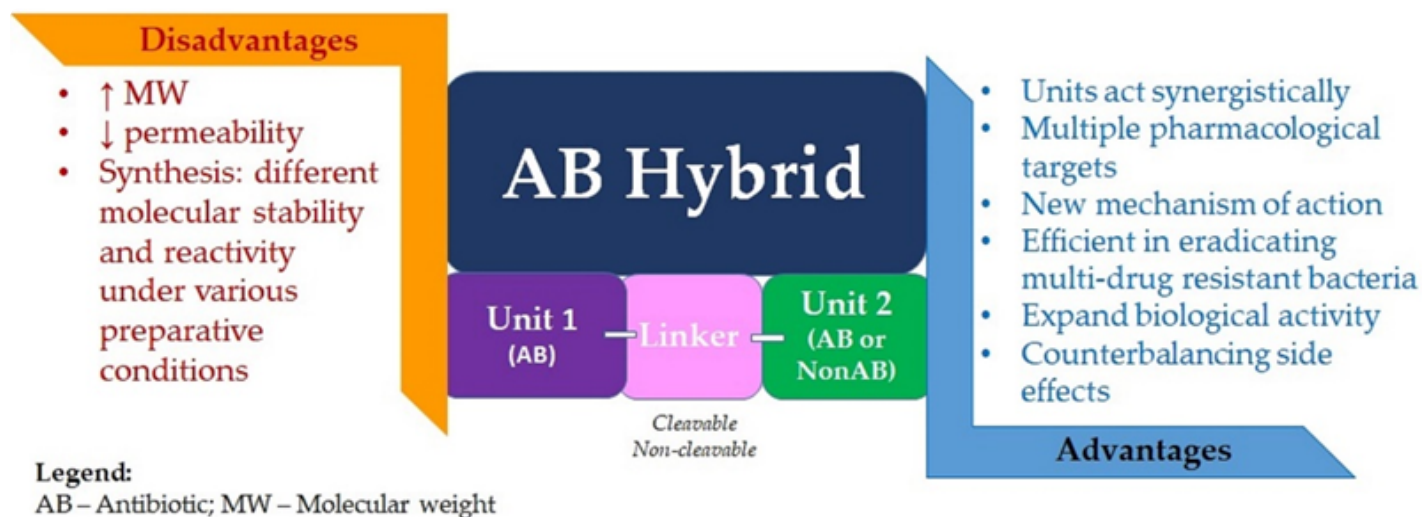 Disadvantages
• ↑ MW
• ↓ permeability
• Synthesis: different
molecular stability
and reactivity
under various
preparative
conditions
AB Hybrid
Unit 1
(AB)
Linker
Unit 2
(AB or
NonAB)
Cleavable
Non-cleavable
• Units act synergistically
• Multiple pharmacological
targets
• New mechanism of action
• Efficient in eradicating
multi-drug resistant bacteria
• Expand biological activity
• Counterbalancing side
effects
Advantages
Legend:
AB – Antibiotic; MW – Molecular weight